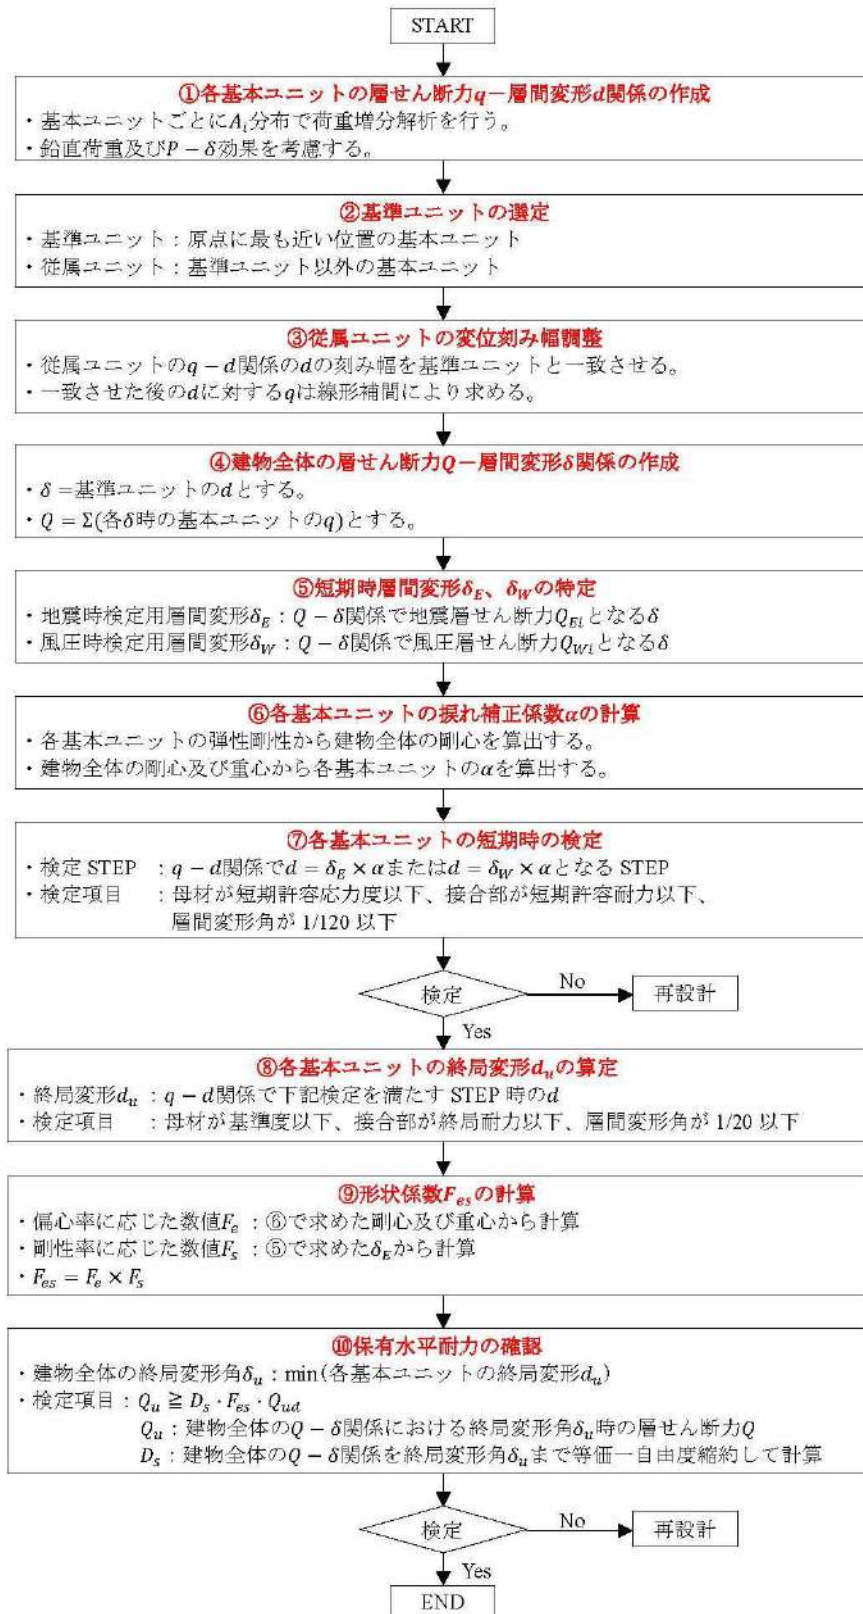 START
①各基本ユニットの層せん断力q－層間変形d関係の作成
・基本ユニットごとにA_i分布で荷重増分解析を行う。
・鉛直荷重及びP－δ効果を考慮する。
②基準ユニットの選定
・基準ユニット：原点に最も近い位置の基本ユニット
・従属ユニット：基準ユニット以外の基本ユニット
③従属ユニットの変位刻み幅調整
・従属ユニットのq－d関係のdの刻み幅を基準ユニットと一致させる。
・一致させた後のdに対するqは線形補間により求める。
④建物全体の層せん断力Q－層間変形δ関係の作成
・δ＝基準ユニットのdとする。
・Q＝Σ(各δ時の基本ユニットのq)とする。
⑤短期時層間変形δ_E、δ_Wの特定
・地震時検定用層間変形δ_E：Q－δ関係で地震層せん断力Q_Eiとなるδ
・風圧時検定用層間変形δ_W：Q－δ関係で風圧層せん断力Q_Wiとなるδ
⑥各基本ユニットの捩れ補正係数αの計算
・各基本ユニットの弾性剛性から建物全体の剛心を算出する。
・建物全体の剛心及び重心から各基本ユニットのαを算出する。
⑦各基本ユニットの短期時の検定
・検定 STEP ：q－d関係でd＝δ_E×αまたはd＝δ_W×αとなる STEP
・検定項目 ：母材が短期許容応力度以下、接合部が短期許容耐力以下、
層間変形角が 1/120 以下
検定
No
再設計
Yes
⑧各基本ユニットの終局変形d_uの算定
・終局変形d_u：q－d関係で下記検定を満たす STEP 時のd
・検定項目 ：母材が基準度以下、接合部が終局耐力以下、層間変形角が 1/20 以下
⑨形状係数F_esの計算
・偏心率に応じた数値F_e：⑥で求めた剛心及び重心から計算
・剛性率に応じた数値F_s：⑤で求めたδ_Eから計算
・F_es＝F_e×F_s
⑩保有水平耐力の確認
・建物全体の終局変形角δ_u：min(各基本ユニットの終局変形d_u)
・検定項目：Q_u≧D_s・F_es・Q_ud
Q_u：建物全体のQ－δ関係における終局変形角δ_u時の層せん断力Q
D_s：建物全体のQ－δ関係を終局変形角δ_uまで等価一自由度縮約して計算
検定
No
再設計
Yes
END